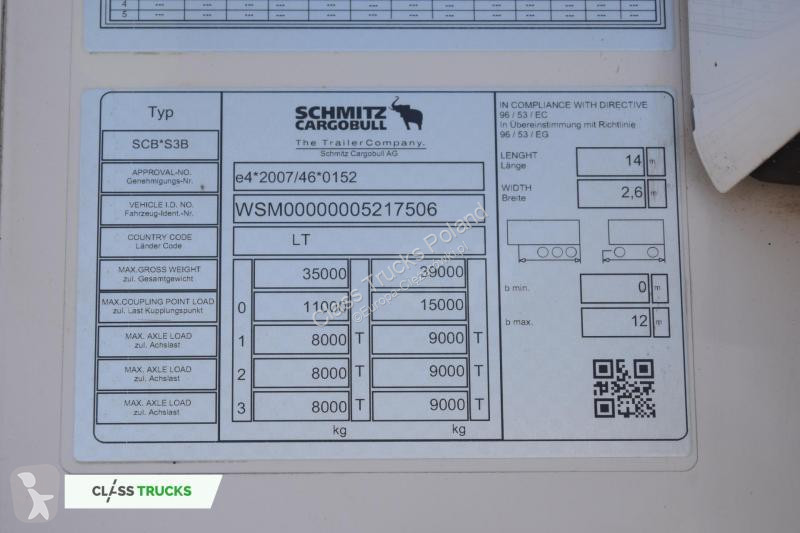 4 --- --- --- --- --- --- --- --- --- --- --- ---
5 --- --- --- --- --- --- --- --- --- --- --- ---
Typ
SCB*S3B
APPROVAL-NO.
Genehmigungs-Nr.
VEHICLE I.D. NO.
Fahrzeug-Ident.-Nr.
COUNTRY CODE
Länder Code
MAX.GROSS WEIGHT
zul. Gesamtgewicht
MAX.COUPLING POINT LOAD
zul. Last Kupplungspunkt
MAX. AXLE LOAD
zul. Achslast
MAX. AXLE LOAD
zul. Achslast
MAX. AXLE LOAD
zul. Achslast
SCHMITZ
CARGOBULL
The TrailerCompany.
Schmitz Cargobull AG
e4*2007/46*0152
WSM00000005217506
LT
35000 39000
0 11000 15000
1 8000 T 9000 T
2 8000 T 9000 T
3 8000 T 9000 T
kg kg
IN COMPLIANCE WITH DIRECTIVE
96 / 53 / EC
In Übereinstimmung mit Richtlinie
96 / 53 / EG
LENGHT
Länge
14 m
WIDTH
Breite
2,6 m
b min. 0 m
b max. 12 m
Class Trucks Poland
@Europa-Ciezarowki.pl
CLASS TRUCKS